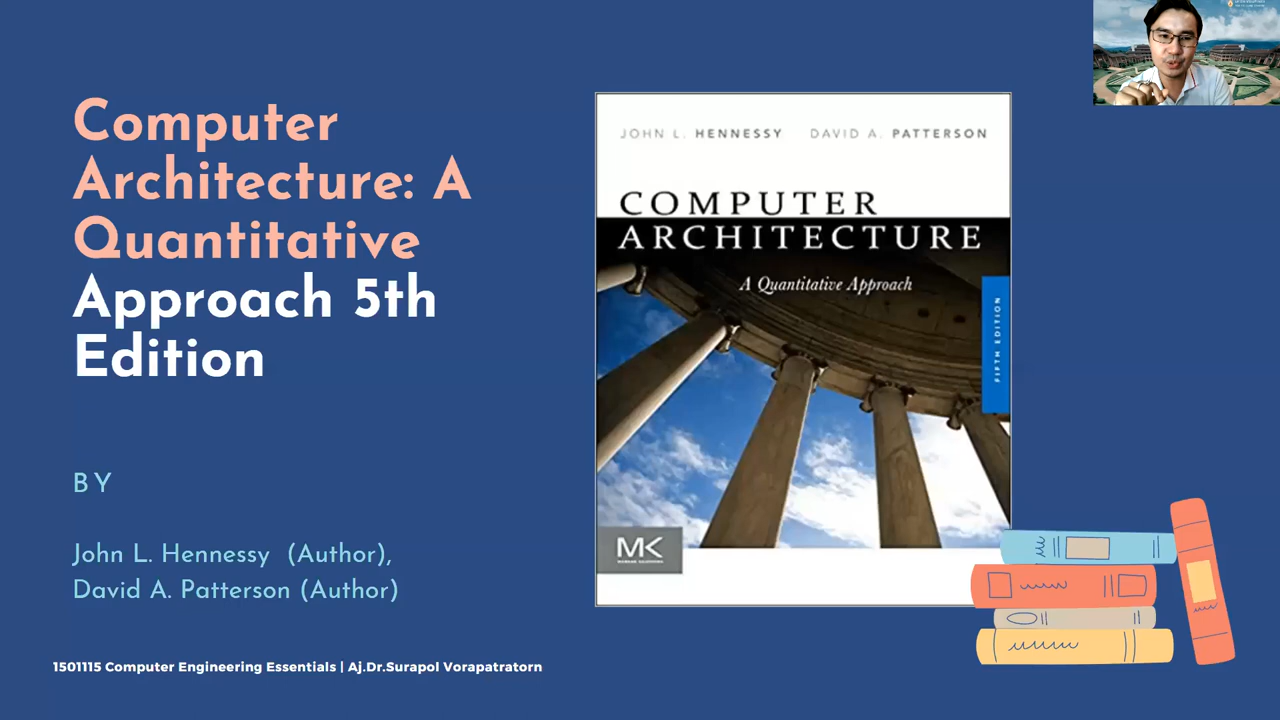 Computer
Architecture: A
Quantitative
Approach 5th
Edition
BY
John L. Hennessy (Author),
David A. Patterson (Author)
1501115 Computer Engineering Essentials | Aj.Dr.Surapol Vorapatratorn
JOHN L. HENNESSY DAVID A. PATTERSON
COMPUTER
ARCHITECTURE
A Quantitative Approach
FIFTH EDITION
MK